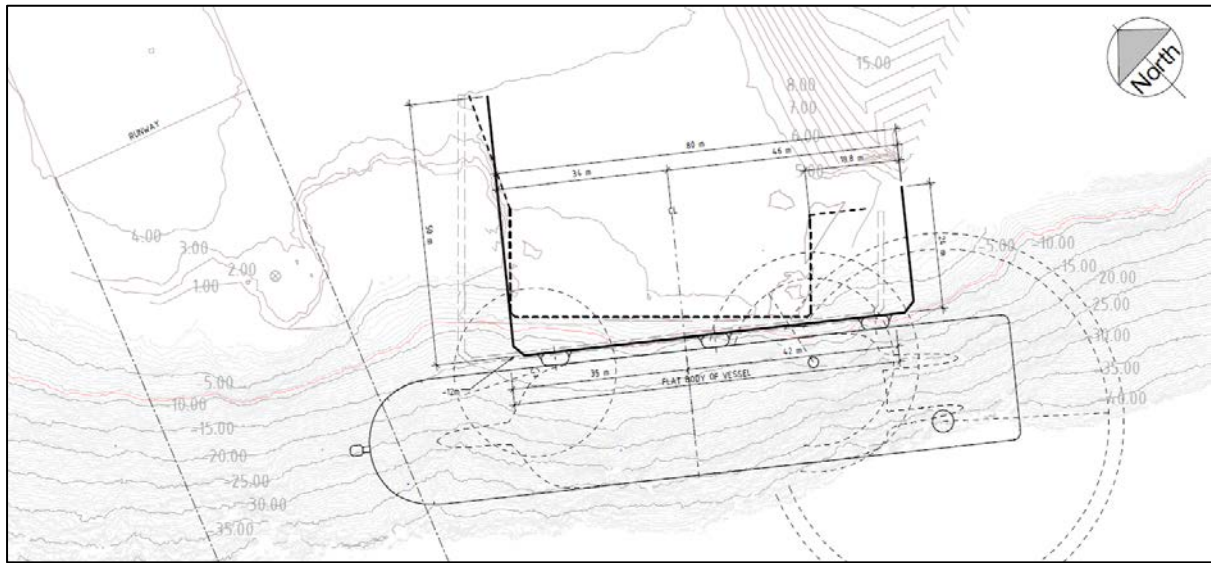 North
15.00
8.00
7.00
6.00
5.00
RUNWAY
80 m
46 m
34 m
18.8 m
CL
50 m
24 m
4.00
3.00
2.00
1.00
-5.00
-10.00
-15.00
-20.00
-25.00
-30.00
-35.00
-40.00
42 m
35 m
FLAT BODY OF VESSEL
-12m
-5.00
-10.00
-15.00
-20.00
-25.00
-30.00
-35.00